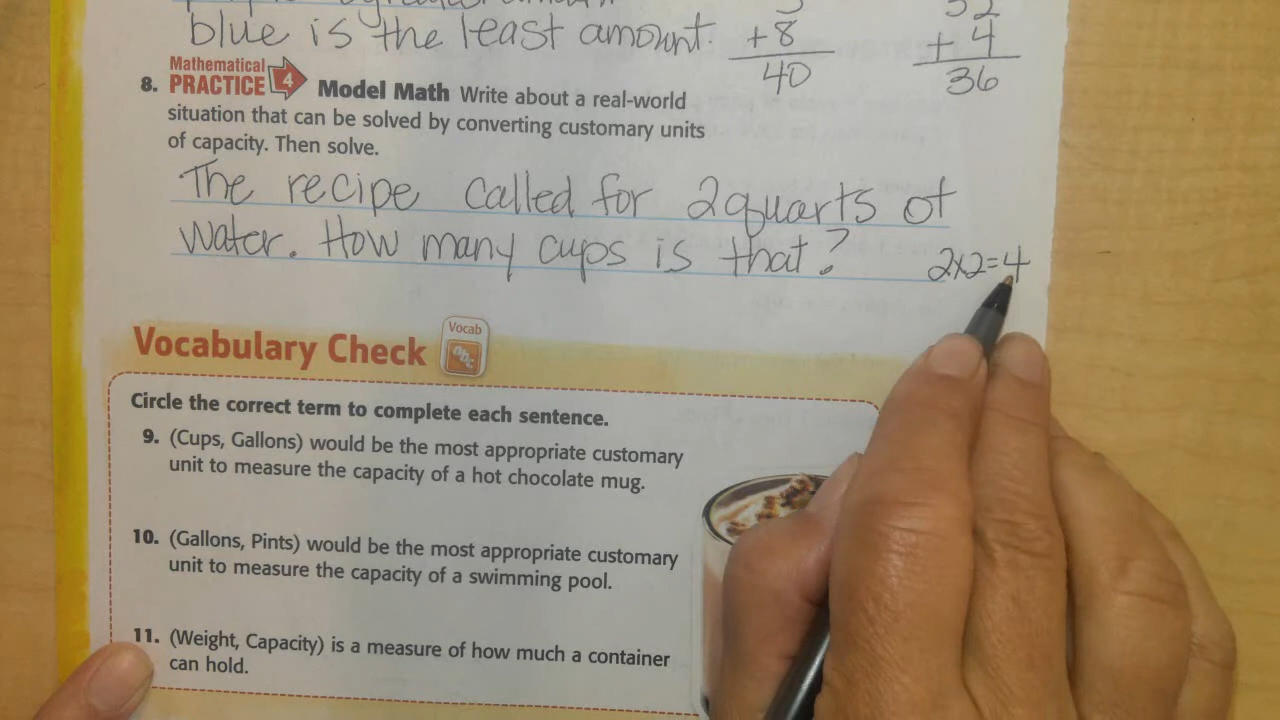 blue is the least amount.
+8
40
32
+ 4
36
8. Mathematical PRACTICE 4 Model Math Write about a real-world
situation that can be solved by converting customary units
of capacity. Then solve.
The recipe called for 2 quarts of
water. How many cups is that?
2x2=4
Vocabulary Check
Vocab
abc
Circle the correct term to complete each sentence.
9. (Cups, Gallons) would be the most appropriate customary
unit to measure the capacity of a hot chocolate mug.
10. (Gallons, Pints) would be the most appropriate customary
unit to measure the capacity of a swimming pool.
11. (Weight, Capacity) is a measure of how much a container
can hold.